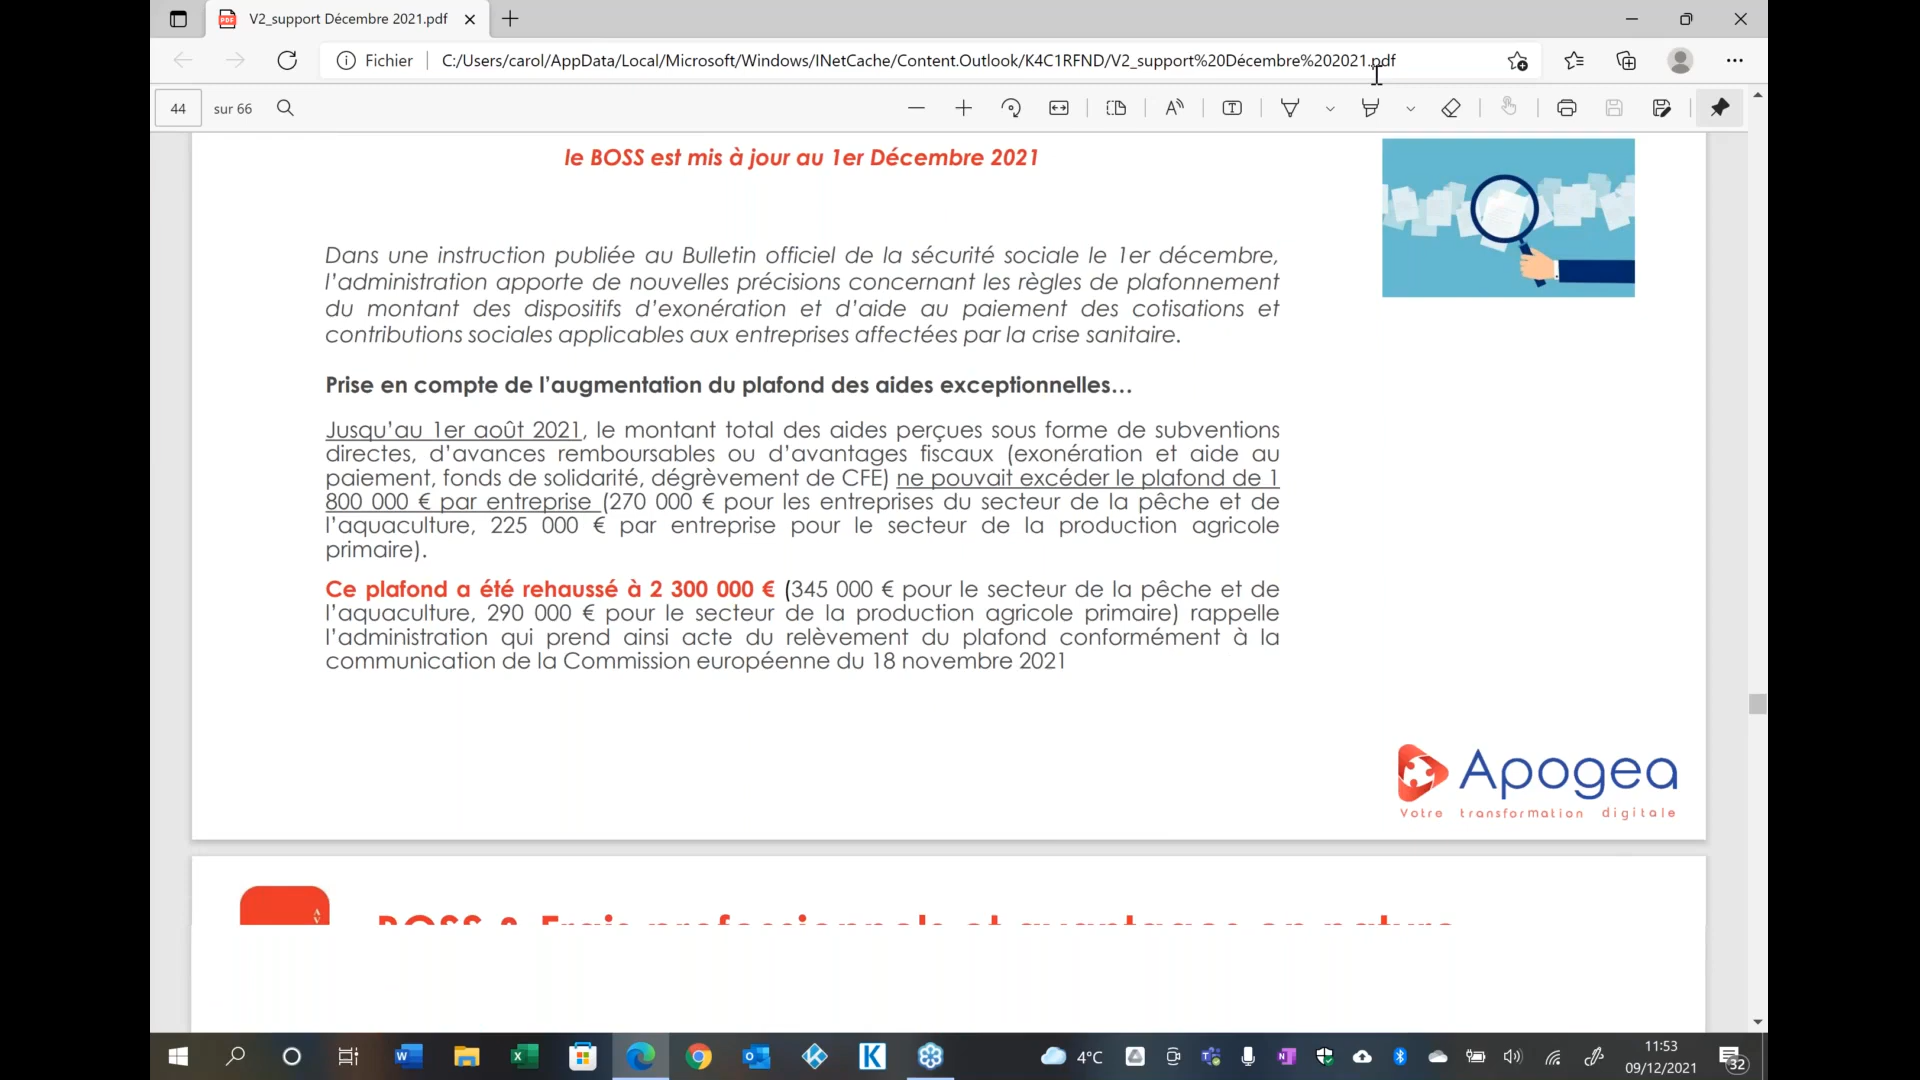 V2_support Décembre 2021.pdf
Fichier
C:/Users/carol/AppData/Local/Microsoft/Windows/INetCache/Content.Outlook/K4C1RFND/V2_support%20Décembre%202021.pdf
44 sur 66
le BOSS est mis à jour au 1er Décembre 2021
Dans une instruction publiée au Bulletin officiel de la sécurité sociale le 1er décembre,
l’administration apporte de nouvelles précisions concernant les règles de plafonnement
du montant des dispositifs d’exonération et d’aide au paiement des cotisations et
contributions sociales applicables aux entreprises affectées par la crise sanitaire.
Prise en compte de l’augmentation du plafond des aides exceptionnelles…
Jusqu’au 1er août 2021, le montant total des aides perçues sous forme de subventions
directes, d’avances remboursables ou d’avantages fiscaux (exonération et aide au
paiement, fonds de solidarité, dégrèvement de CFE) ne pouvait excéder le plafond de 1
800 000 € par entreprise (270 000 € pour les entreprises du secteur de la pêche et de
l’aquaculture, 225 000 € par entreprise pour le secteur de la production agricole
primaire).
Ce plafond a été rehaussé à 2 300 000 € (345 000 € pour le secteur de la pêche et de
l’aquaculture, 290 000 € pour le secteur de la production agricole primaire) rappelle
l’administration qui prend ainsi acte du relèvement du plafond conformément à la
communication de la Commission européenne du 18 novembre 2021
Apogea
Votre transformation digitale
BOSS & Frais professionnels et avantages en nature
4°C
11:53
09/12/2021
32